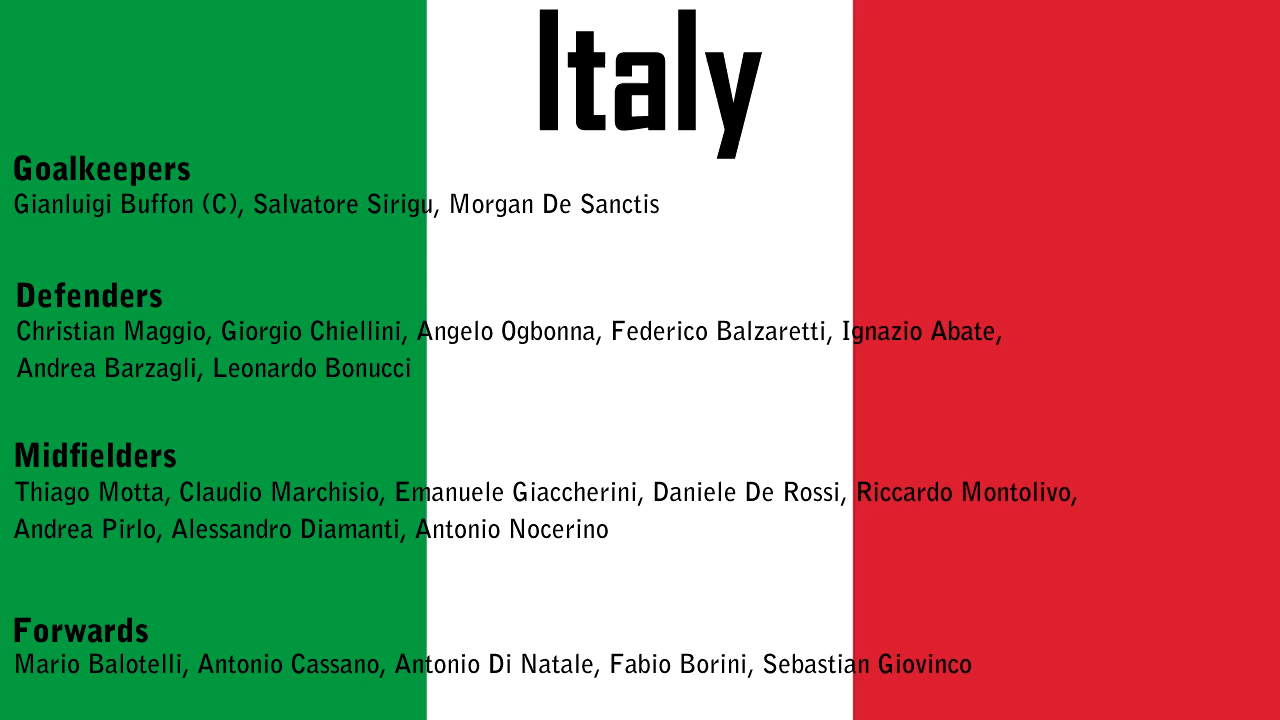 Italy
Goalkeepers
Gianluigi Buffon (C), Salvatore Sirigu, Morgan De Sanctis
Defenders
Christian Maggio, Giorgio Chiellini, Angelo Ogbonna, Federico Balzaretti, Ignazio Abate,
Andrea Barzagli, Leonardo Bonucci
Midfielders
Thiago Motta, Claudio Marchisio, Emanuele Giaccherini, Daniele De Rossi, Riccardo Montolivo,
Andrea Pirlo, Alessandro Diamanti, Antonio Nocerino
Forwards
Mario Balotelli, Antonio Cassano, Antonio Di Natale, Fabio Borini, Sebastian Giovinco